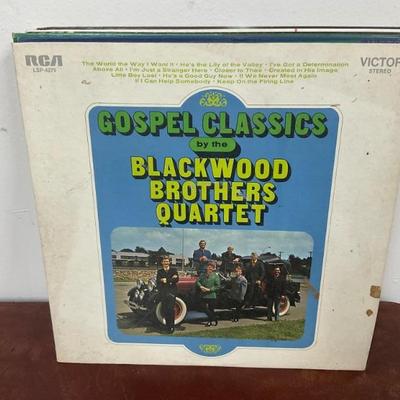 RCA
LSP-4271
VICTOR
STEREO
The World the Way I Want It • He's the Lily of the Valley • I've Got a Determination
Above All • I'm Just a Stranger Here • Closer to Thee • Created in His Image
Little Boy Lost • He's a Good Guy Now • If We Never Meet Again
If I Can Help Somebody • Keep On the Firing Line
GOSPEL CLASSICS
by the
BLACKWOOD
BROTHERS
QUARTET